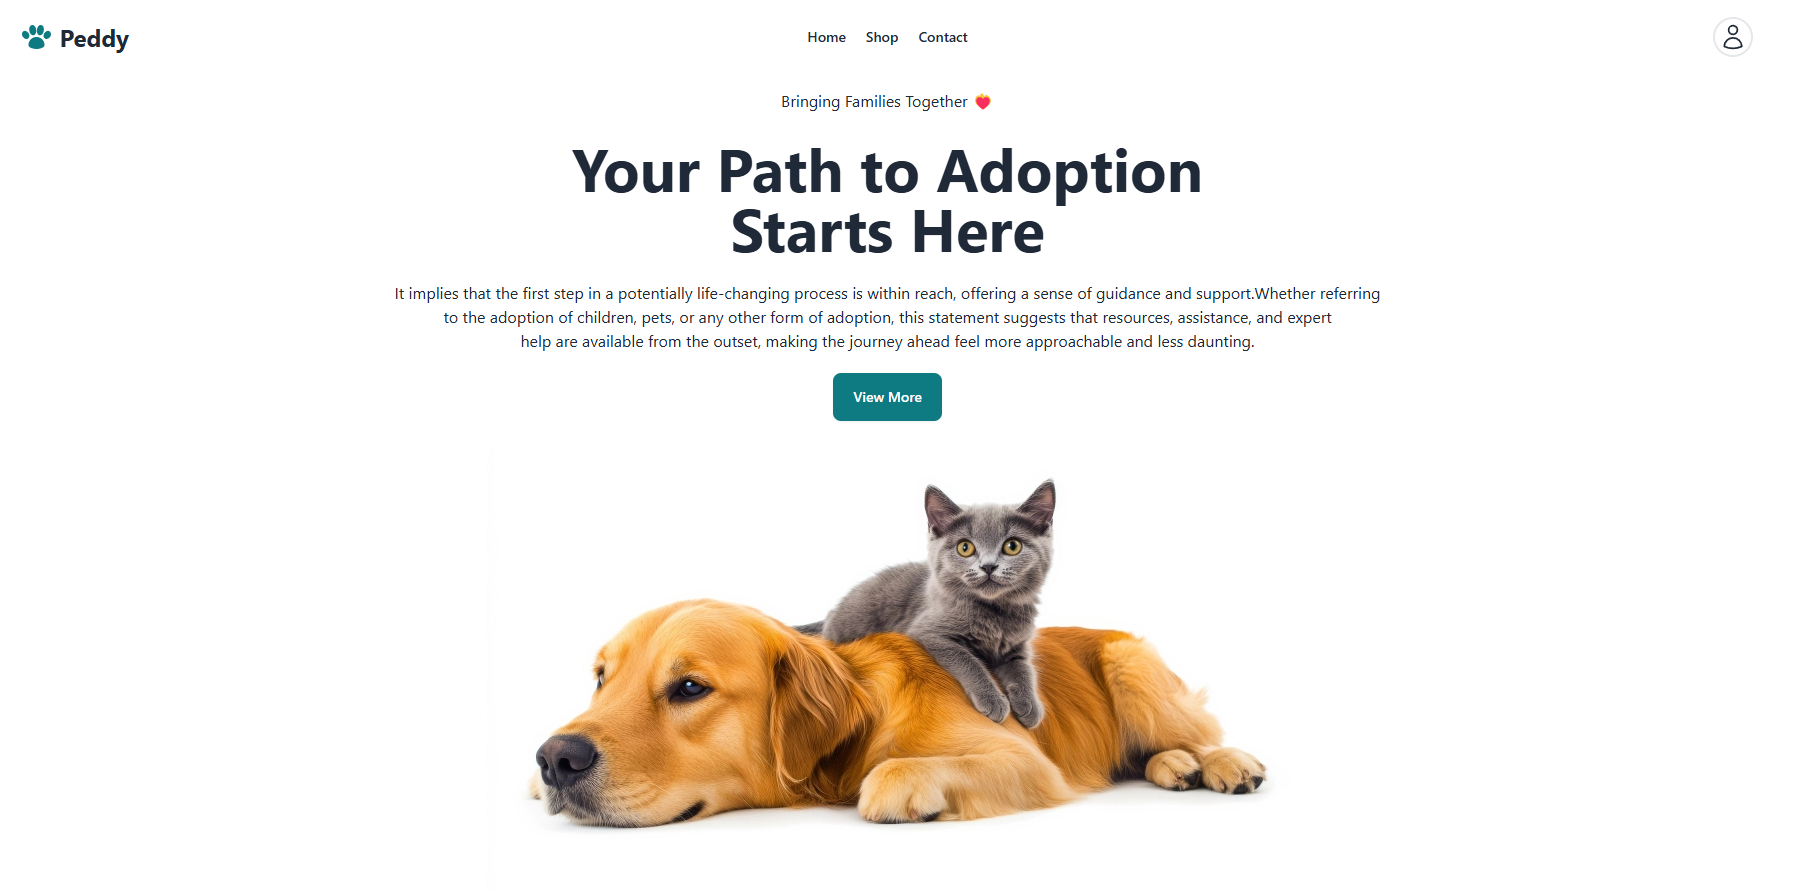 Peddy
Home Shop Contact
Bringing Families Together
Your Path to Adoption
Starts Here
It implies that the first step in a potentially life-changing process is within reach, offering a sense of guidance and support.Whether referring
to the adoption of children, pets, or any other form of adoption, this statement suggests that resources, assistance, and expert
help are available from the outset, making the journey ahead feel more approachable and less daunting.
View More